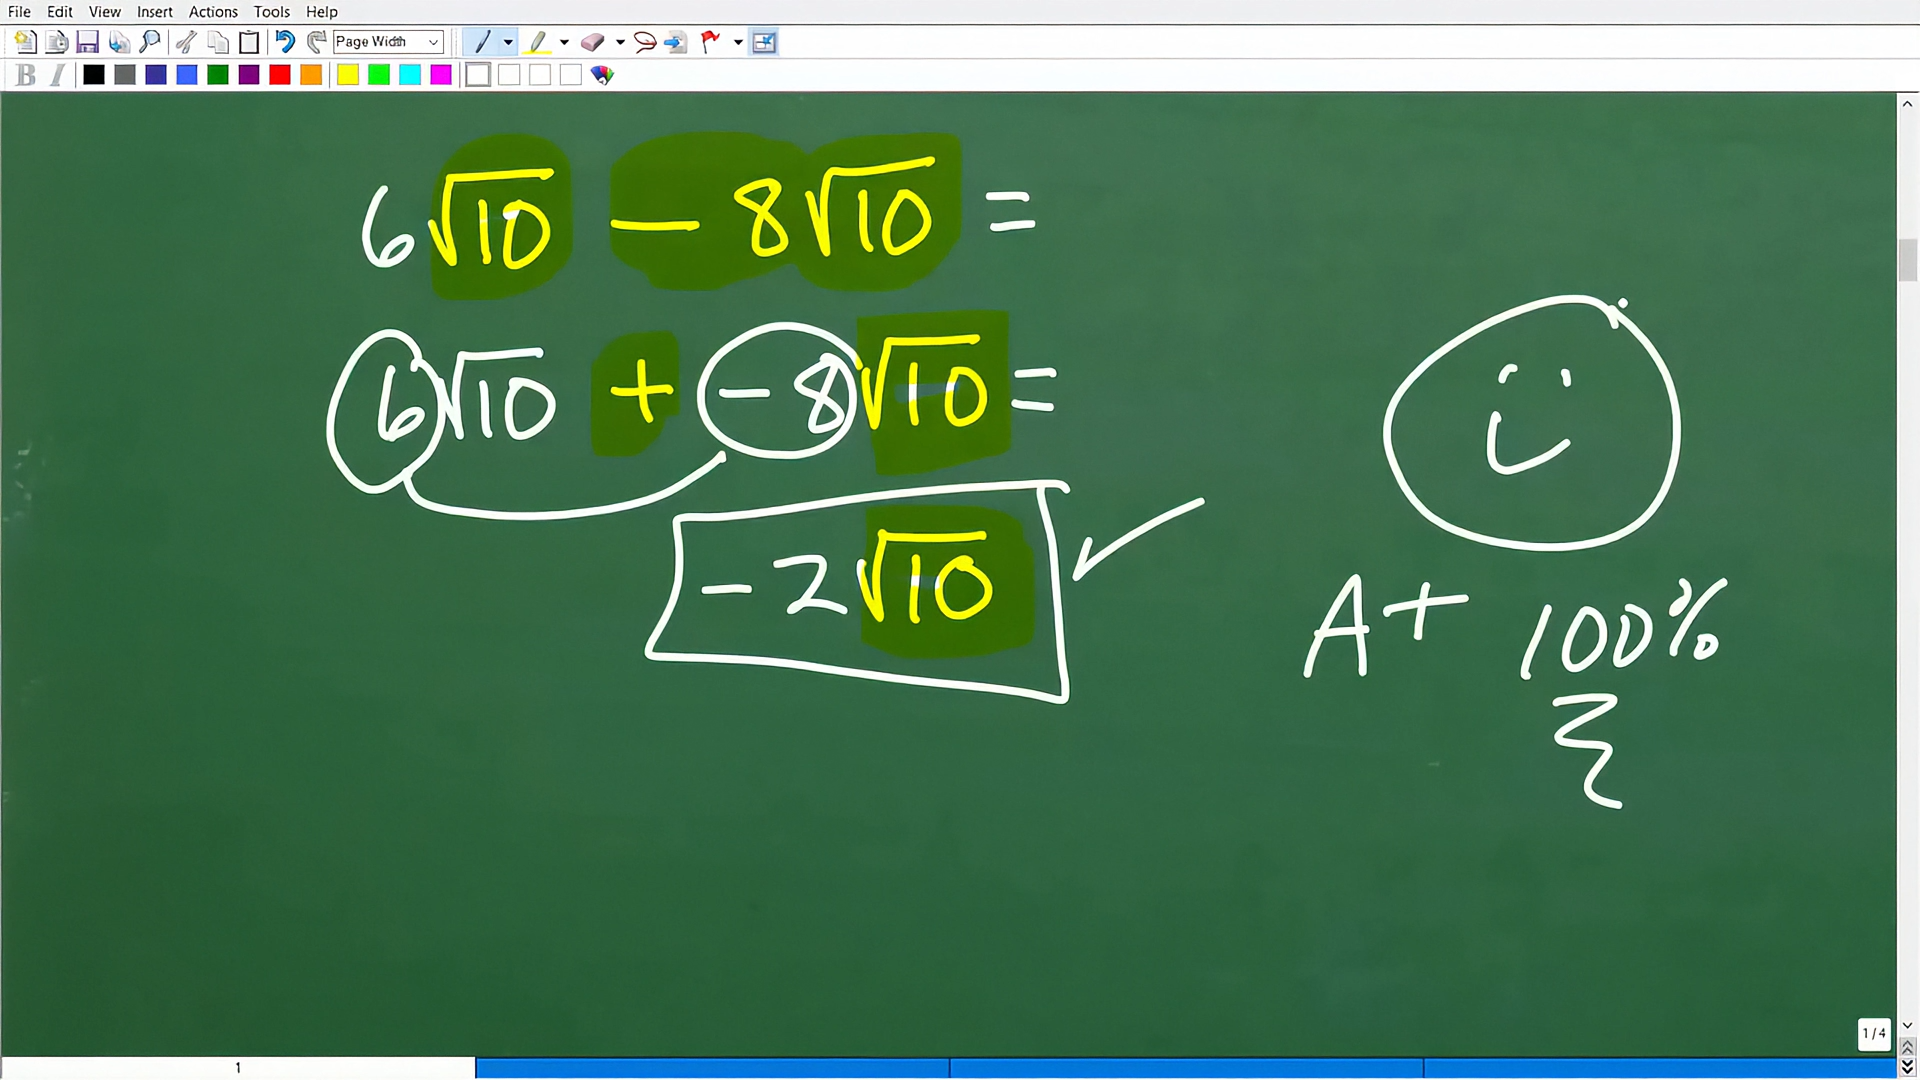 File Edit View Insert Actions Tools Help
Page Width
B I
6√10 − 8√10 =
6√10 + −8√10 =
−2√10
A+ 100%
1/4
1